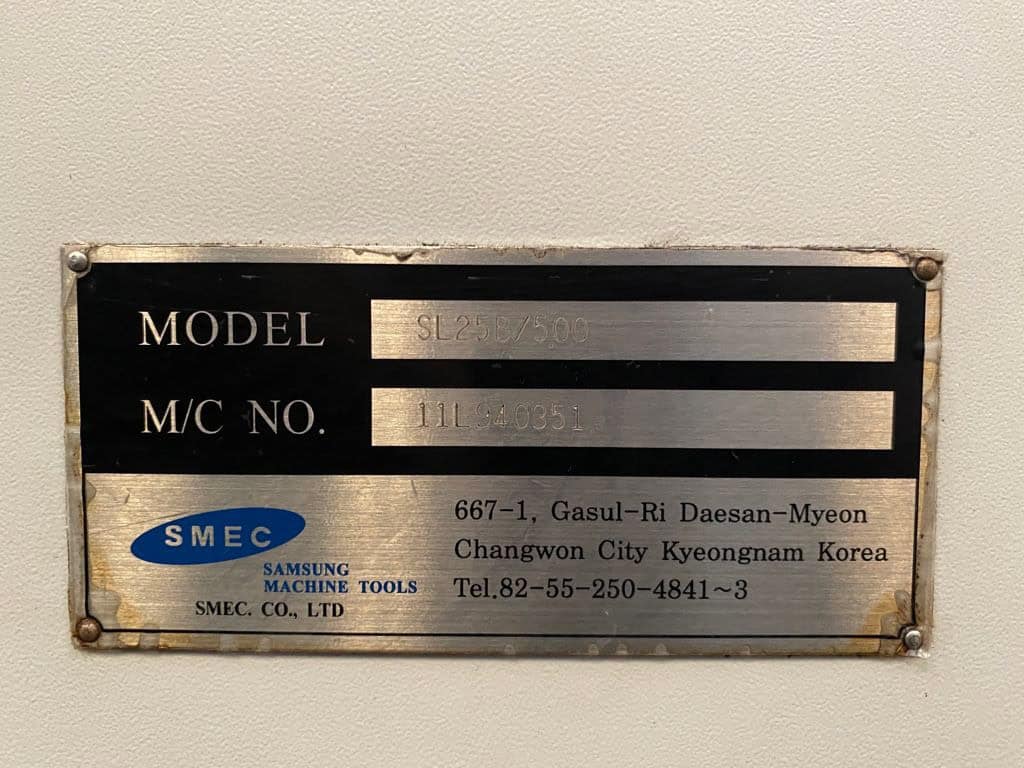 MODEL SL25B/500
M/C NO. 11L940351
SMEC
SAMSUNG
MACHINE TOOLS
SMEC. CO., LTD
667-1, Gasul-Ri Daesan-Myeon
Changwon City Kyeongnam Korea
Tel.82-55-250-4841~3